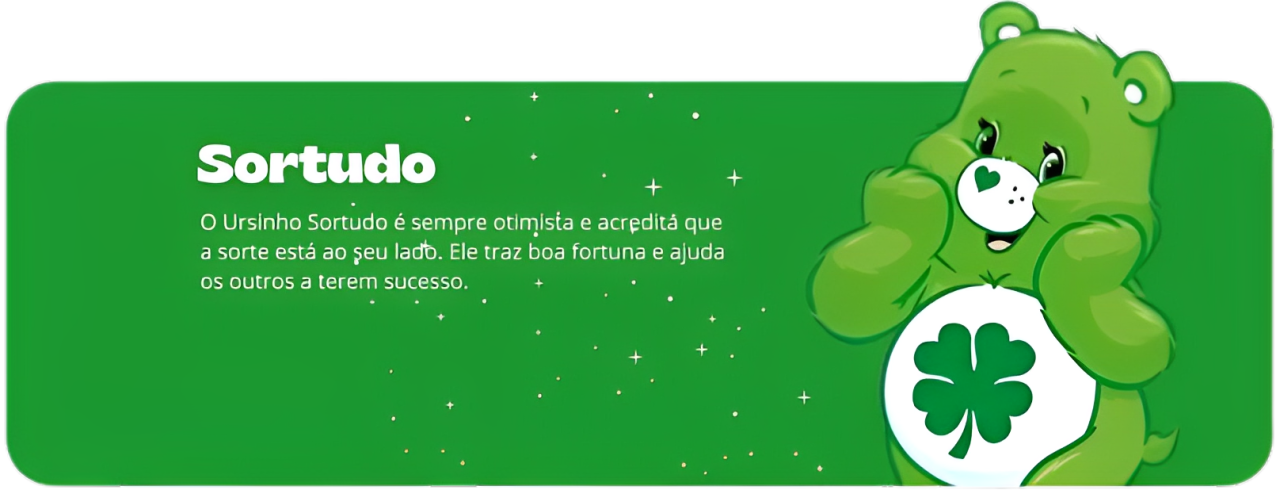 Sortudo
O Ursinho Sortudo é sempre otimista e acredita que
a sorte está ao seu lado. Ele traz boa fortuna e ajuda
os outros a terem sucesso.